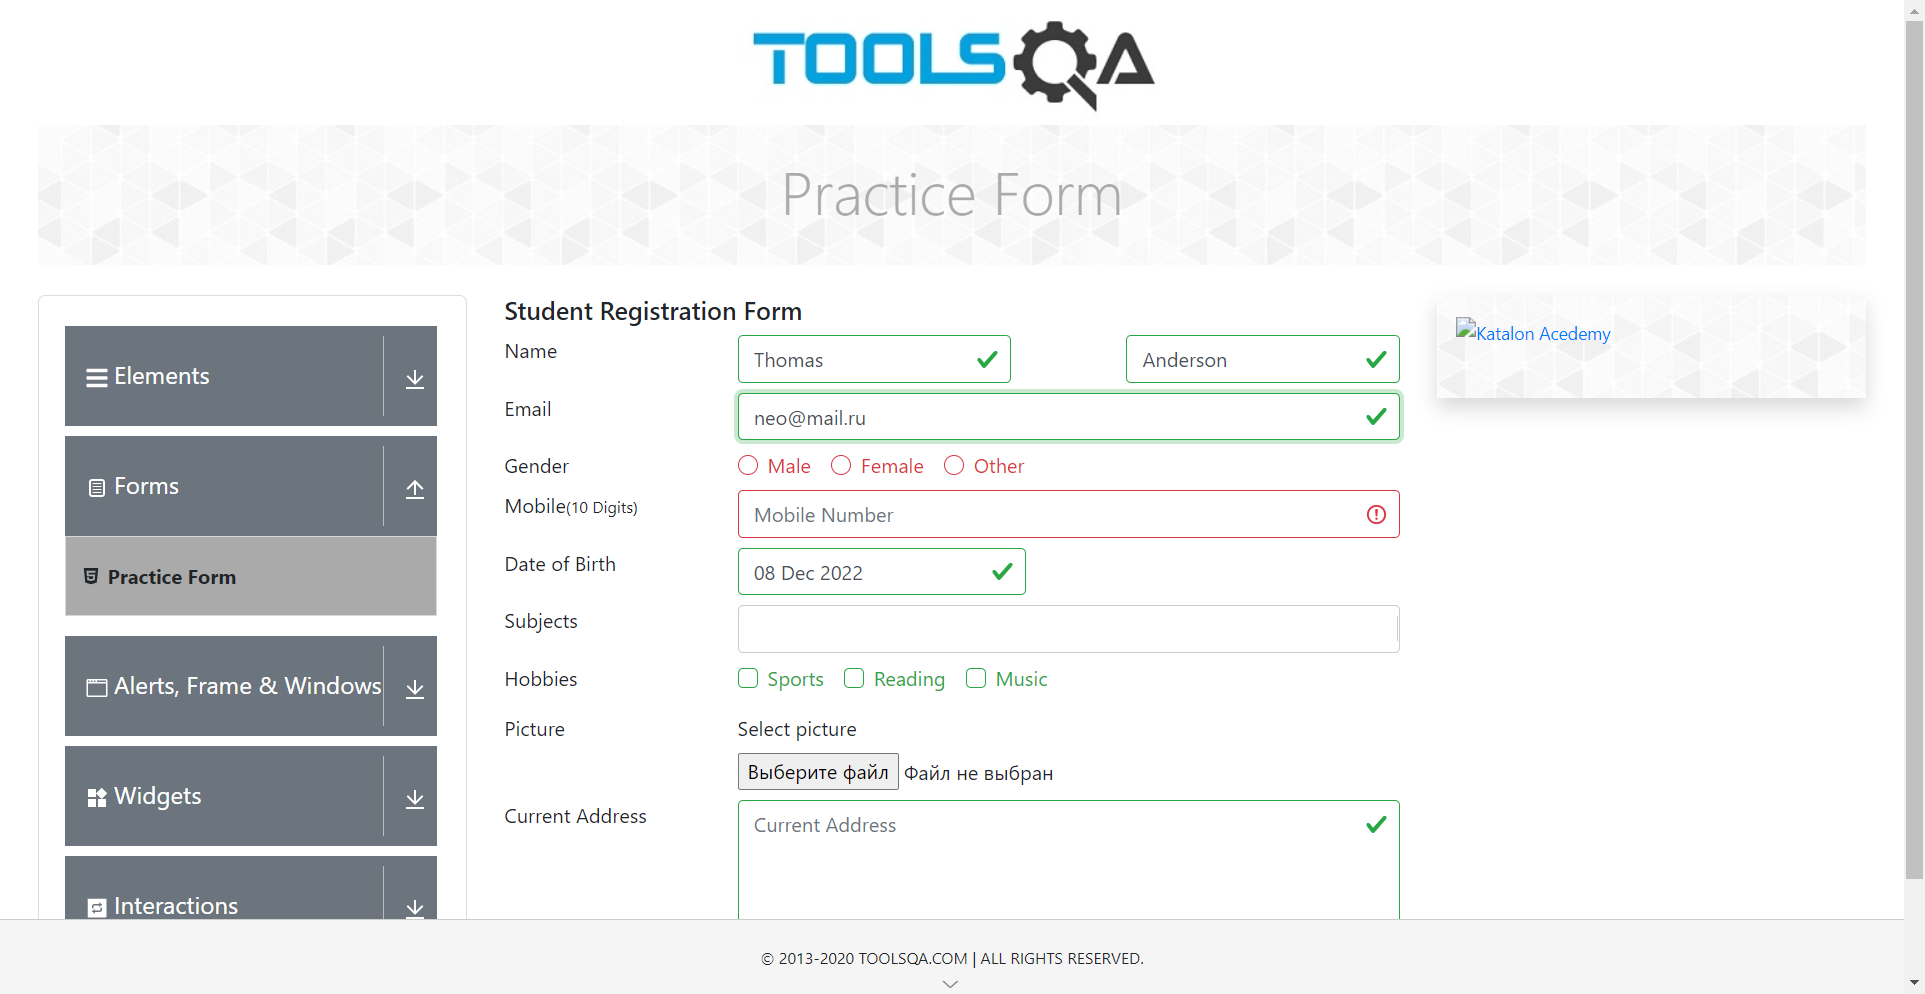 TOOLSQA
Practice Form
Elements
Forms
Practice Form
Alerts, Frame & Windows
Widgets
Interactions
Student Registration Form
Name
Thomas
Anderson
Email
neo@mail.ru
Gender
Male
Female
Other
Mobile(10 Digits)
Mobile Number
Date of Birth
08 Dec 2022
Subjects
Hobbies
Sports
Reading
Music
Picture
Select picture
Выберите файл Файл не выбран
Current Address
Current Address
Katalon Acedemy
© 2013-2020 TOOLSQA.COM | ALL RIGHTS RESERVED.